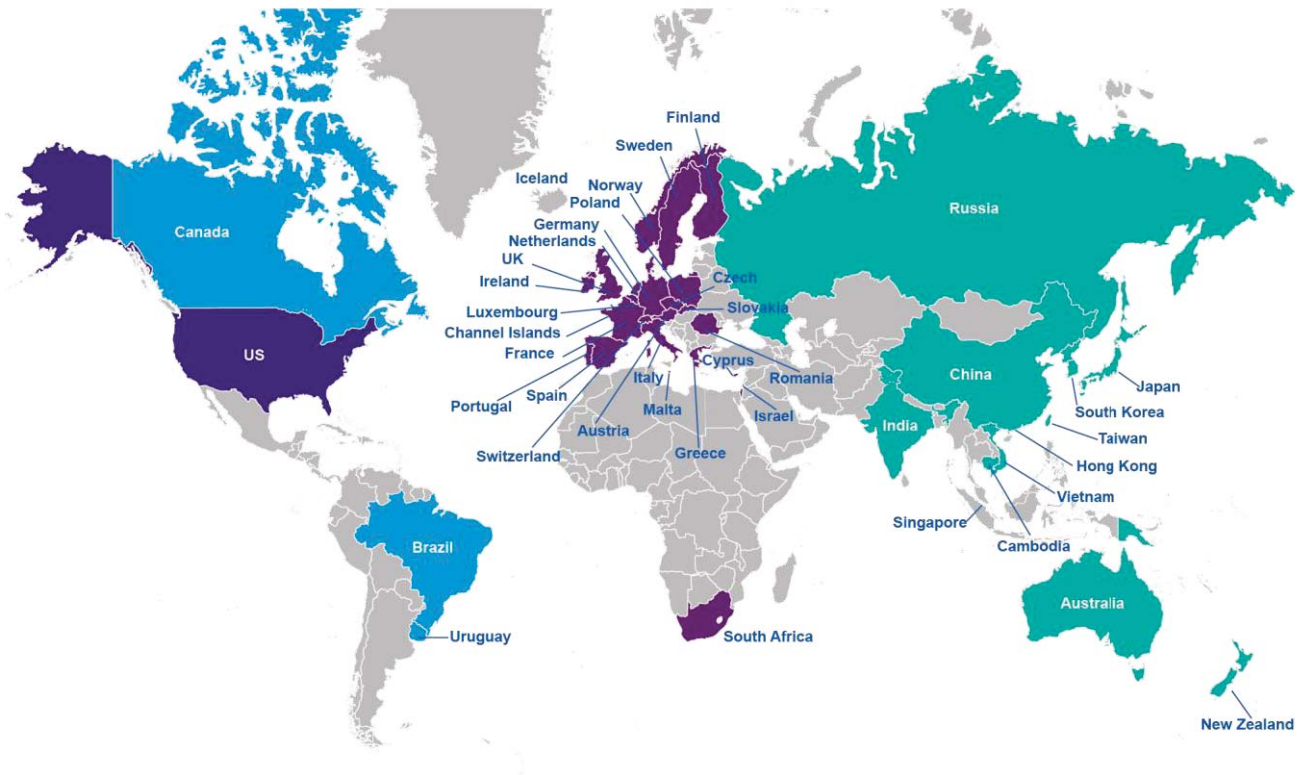 Finland
Sweden
Iceland
Norway
Poland
Russia
Canada
Germany
Netherlands
UK
Ireland
Czech
Luxembourg
Slovakia
Channel Islands
US
France
Cyprus
Italy
Romania
China
Japan
Portugal
Spain
Malta
Israel
South Korea
India
Austria
Taiwan
Switzerland
Greece
Hong Kong
Vietnam
Singapore
Brazil
Cambodia
Australia
Uruguay
South Africa
New Zealand